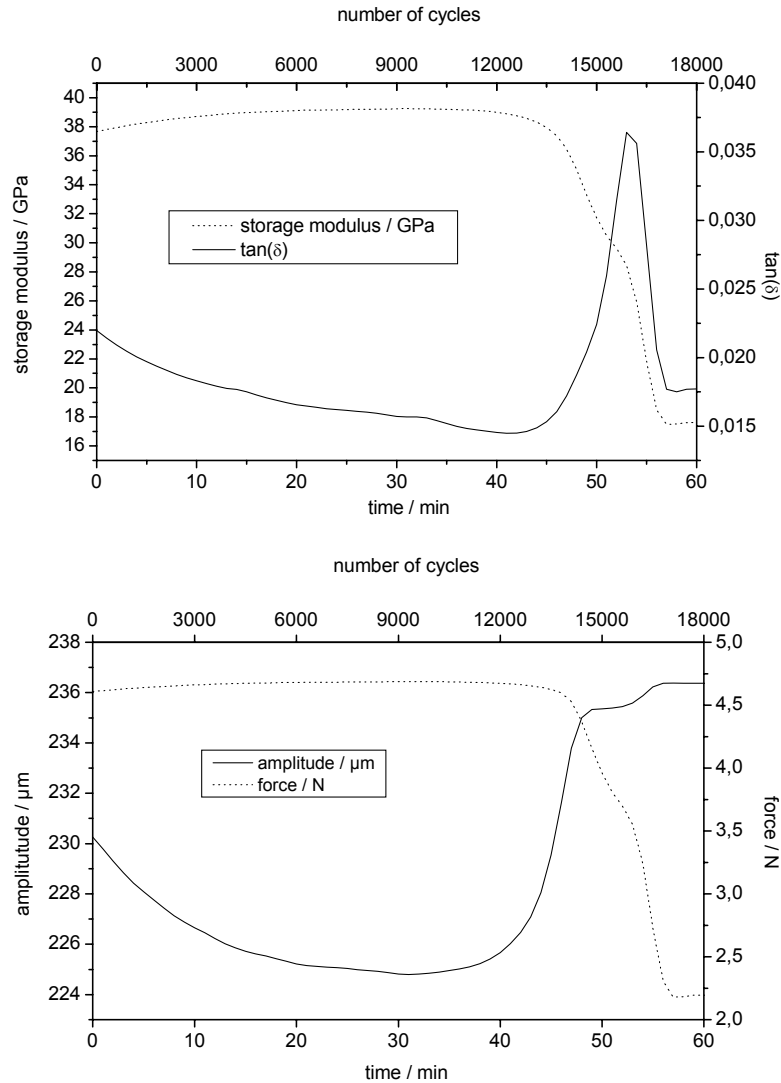 number of cycles
0 3000 6000 9000 12000 15000 18000
40
38
36
34
32
30
28
26
24
22
20
18
16
storage modulus / GPa
storage modulus / GPa
tan(δ)
0,040
0,035
0,030
0,025
0,020
0,015
tan(δ)
0 10 20 30 40 50 60
time / min
number of cycles
0 3000 6000 9000 12000 15000 18000
238
236
234
232
230
228
226
224
amplitutude / µm
amplitude / µm
force / N
5,0
4,5
4,0
3,5
3,0
2,5
2,0
force / N
0 10 20 30 40 50 60
time / min